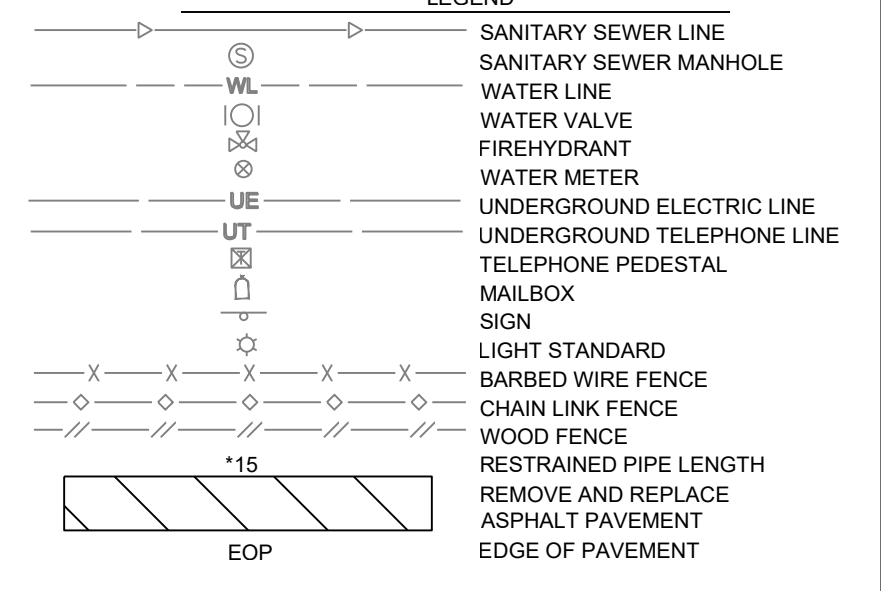 LEGEND
SANITARY SEWER LINE
Ⓢ SANITARY SEWER MANHOLE
WL WATER LINE
WATER VALVE
FIREHYDRANT
WATER METER
UE UNDERGROUND ELECTRIC LINE
UT UNDERGROUND TELEPHONE LINE
T TELEPHONE PEDESTAL
MAILBOX
SIGN
LIGHT STANDARD
X X X X X BARBED WIRE FENCE
CHAIN LINK FENCE
// // // // // WOOD FENCE
*15 RESTRAINED PIPE LENGTH
REMOVE AND REPLACE
ASPHALT PAVEMENT
EOP EDGE OF PAVEMENT